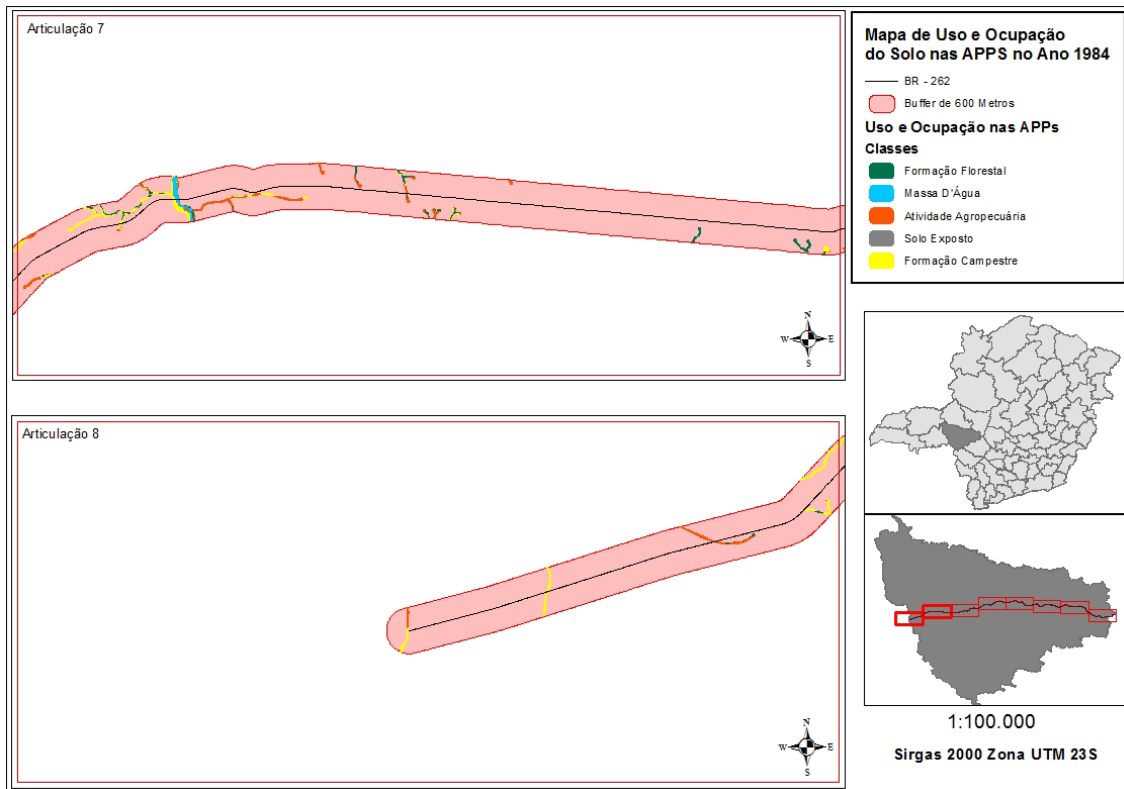 Articulação 7
N
W
E
S
Articulação 8
N
W
E
S
Mapa de Uso e Ocupação
do Solo nas APPS no Ano 1984
BR - 262
Buffer de 600 Metros
Uso e Ocupação nas APPs
Classes
Formação Florestal
Massa D'Água
Atividade Agropecuária
Solo Exposto
Formação Campestre
1:100.000
Sirgas 2000 Zona UTM 23S